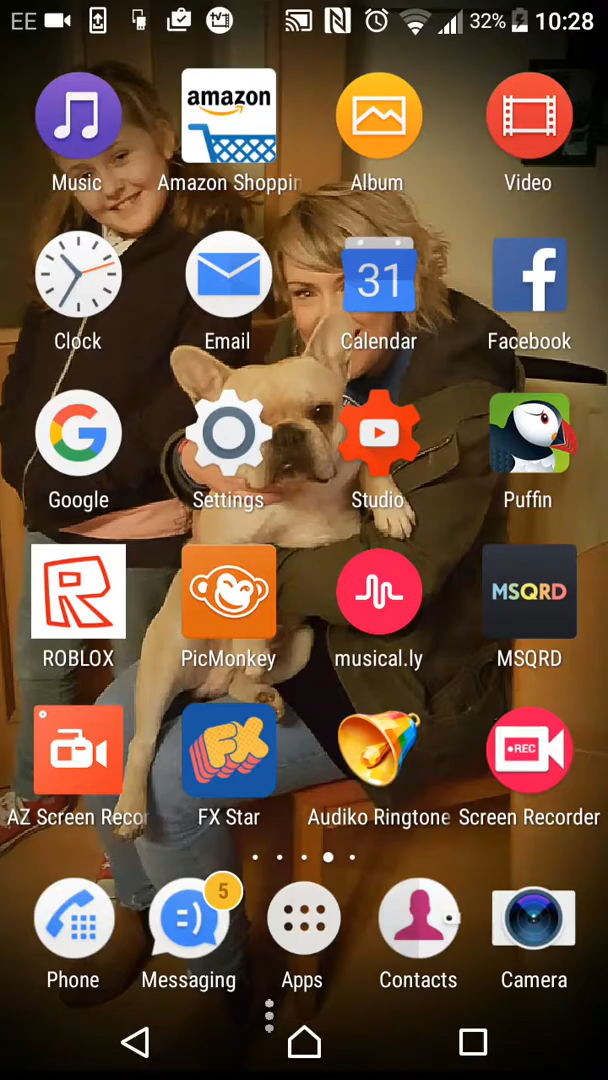 EE 32% 10:28
amazon
Music Amazon Shoppin Album Video
31
Clock Email Calendar Facebook
Google Settings Studio Puffin
MSQRD
ROBLOX PicMonkey musical.ly MSQRD
FX
REC
AZ Screen Recor FX Star Audiko Ringtone Screen Recorder
5
Phone Messaging Apps Contacts Camera